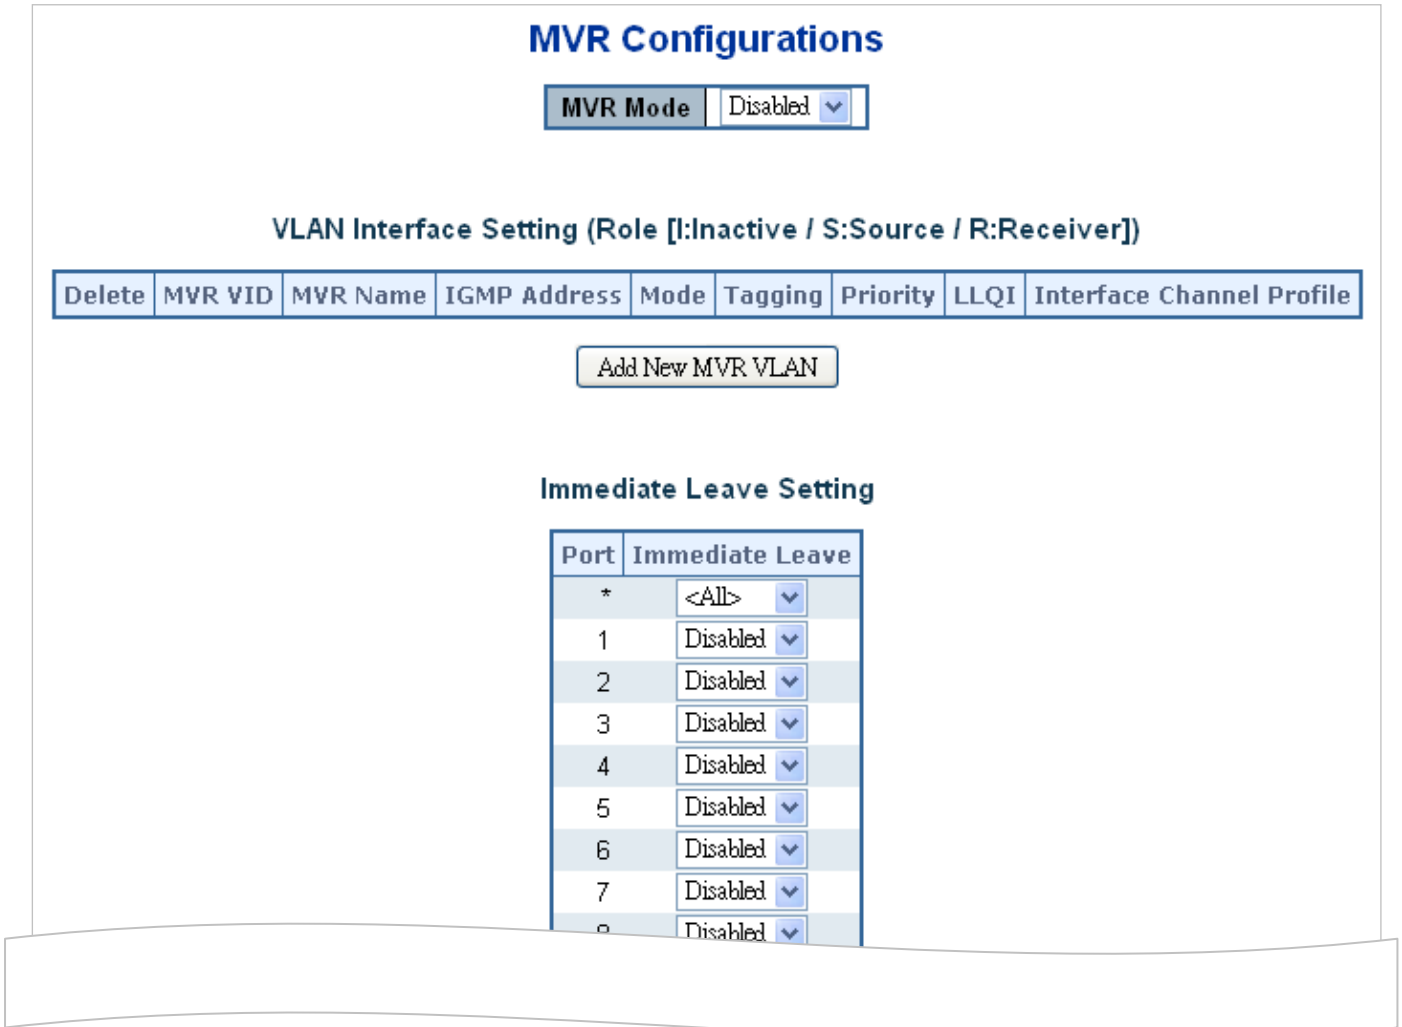 MVR Configurations
MVR Mode Disabled
VLAN Interface Setting (Role [I:Inactive / S:Source / R:Receiver])
Delete MVR VID MVR Name IGMP Address Mode Tagging Priority LLQI Interface Channel Profile
Add New MVR VLAN
Immediate Leave Setting
Port Immediate Leave
* <All>
1 Disabled
2 Disabled
3 Disabled
4 Disabled
5 Disabled
6 Disabled
7 Disabled
Disabled